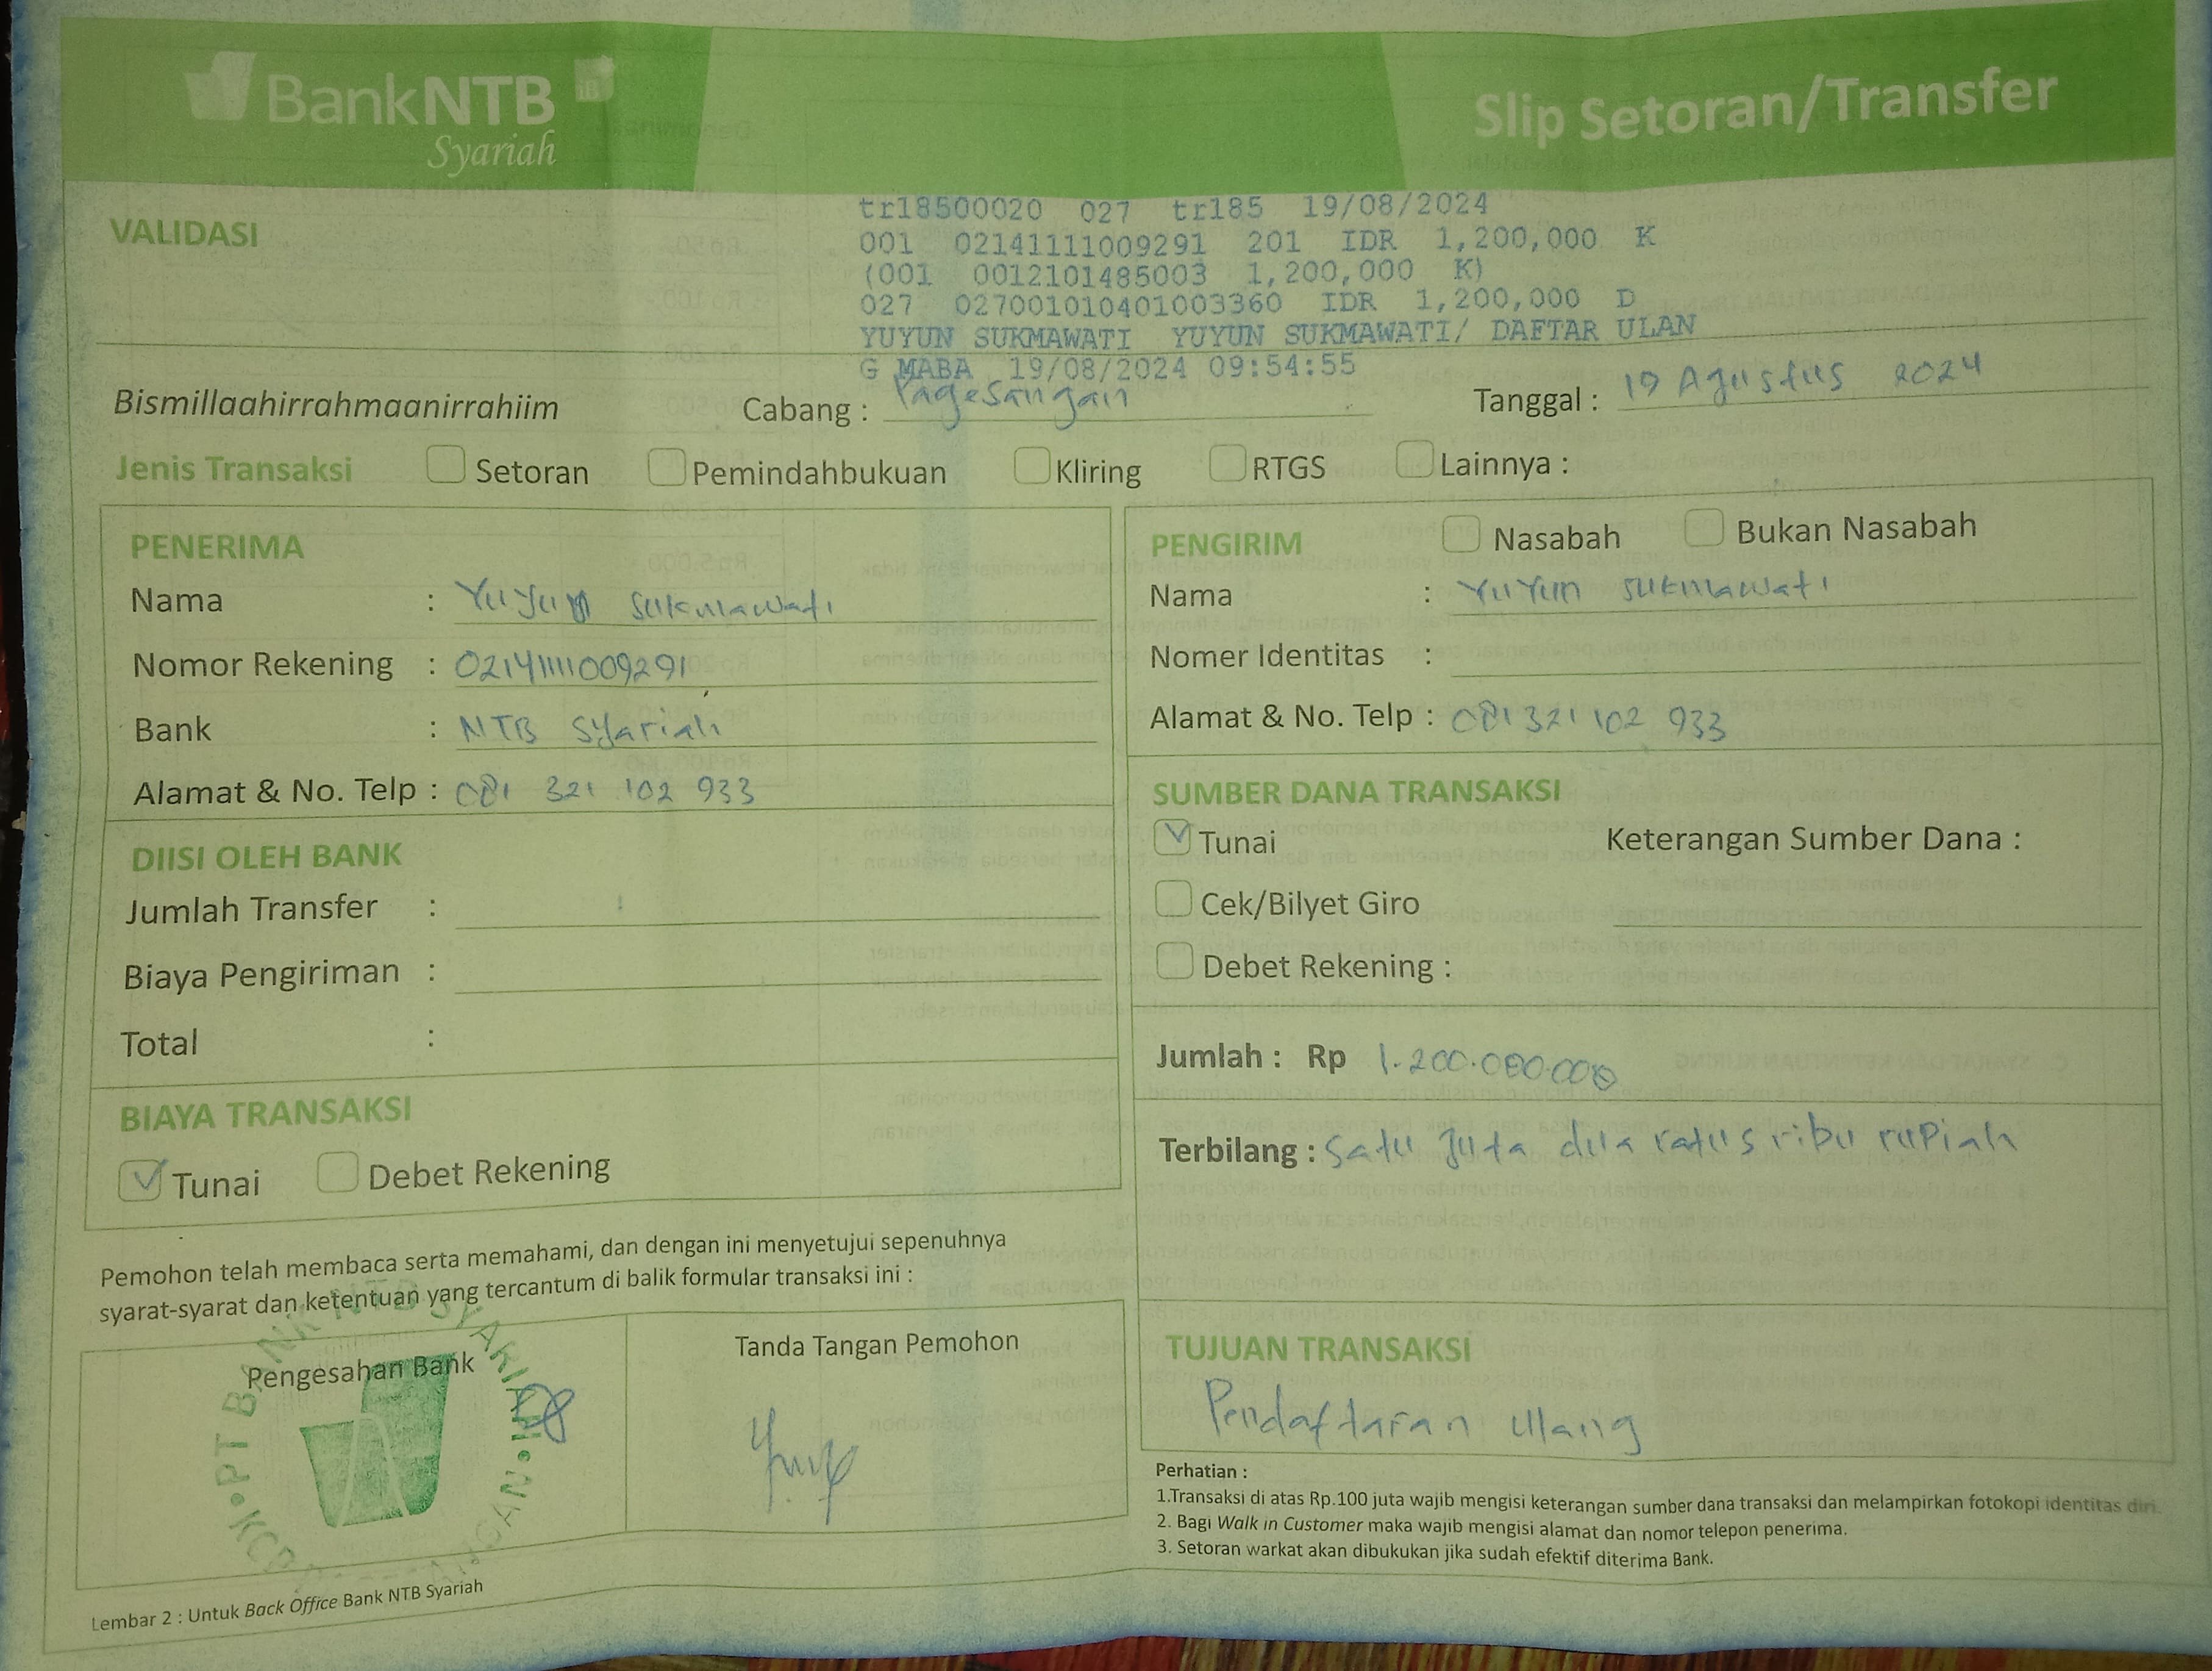 BankNTB
Syariah
Slip Setoran/Transfer
VALIDASI
tr18500020 027 tr185 19/08/2024
001 02141111009291 201 IDR 1,200,000 K
(001 0012101485003 1,200,000 K)
027 027001010401003360 IDR 1,200,000 D
YUYUN SUKMAWATI YUYUN SUKMAWATI/ DAFTAR ULAN
G MABA 19/08/2024 09:54:55
Bismillaahirrahmaanirrahiim Cabang : Pagesangan Tanggal : 19 Agustus 2024
Jenis Transaksi Setoran Pemindahbukuan Kliring RTGS Lainnya :
PENERIMA
Nama : Yuyun Sukmawati
Nomor Rekening : 02141111009291
Bank : NTB Syariah
Alamat & No. Telp : 081 321 102 933
DIISI OLEH BANK
Jumlah Transfer :
Biaya Pengiriman :
Total :
BIAYA TRANSAKSI
Tunai Debet Rekening
Pemohon telah membaca serta memahami, dan dengan ini menyetujui sepenuhnya
syarat-syarat dan ketentuan yang tercantum di balik formular transaksi ini :
Pengesahan Bank
PT BANK NTB SYARIAH
Tanda Tangan Pemohon
Lembar 2 : Untuk Back Office Bank NTB Syariah
PENGIRIM Nasabah Bukan Nasabah
Nama : Yuyun Sukmawati
Nomer Identitas :
Alamat & No. Telp : 081 321 102 933
SUMBER DANA TRANSAKSI
Tunai Keterangan Sumber Dana :
Cek/Bilyet Giro
Debet Rekening :
Jumlah : Rp 1.200.000.000
Terbilang : Satu Juta dua ratus ribu rupiah
TUJUAN TRANSAKSI
Pendaftaran Ulang
Perhatian :
1.Transaksi di atas Rp.100 juta wajib mengisi keterangan sumber dana transaksi dan melampirkan fotokopi identitas diri.
2. Bagi Walk in Customer maka wajib mengisi alamat dan nomor telepon penerima.
3. Setoran warkat akan dibukukan jika sudah efektif diterima Bank.